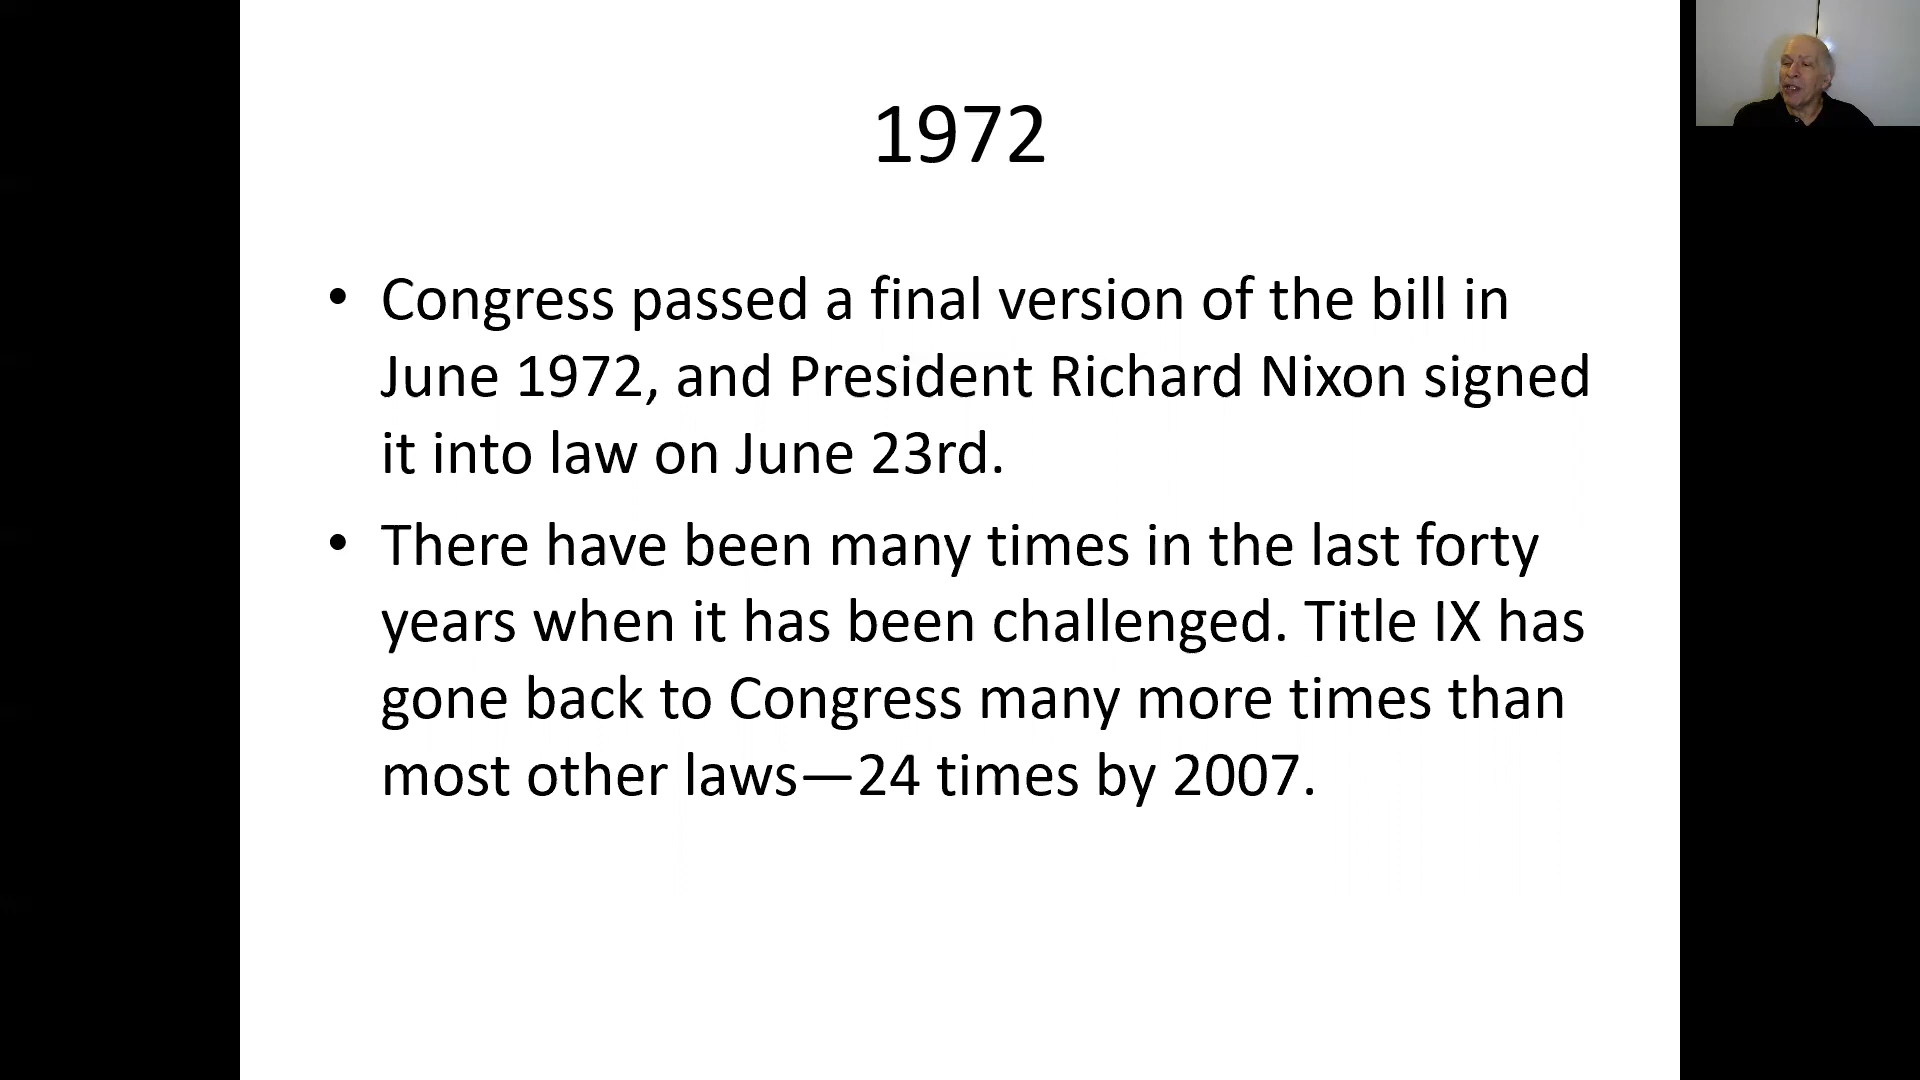 1972
• Congress passed a final version of the bill in
June 1972, and President Richard Nixon signed
it into law on June 23rd.
• There have been many times in the last forty
years when it has been challenged. Title IX has
gone back to Congress many more times than
most other laws—24 times by 2007.